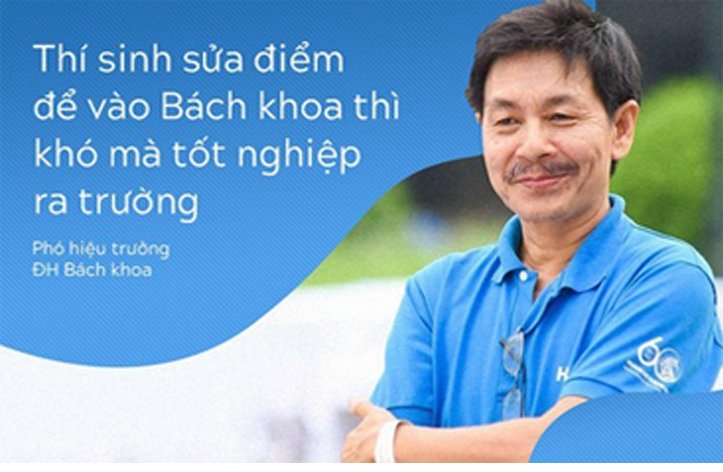 Thí sinh sửa điểm
để vào Bách khoa thì
khó mà tốt nghiệp
ra trường
Phó hiệu trưởng
ĐH Bách khoa
60